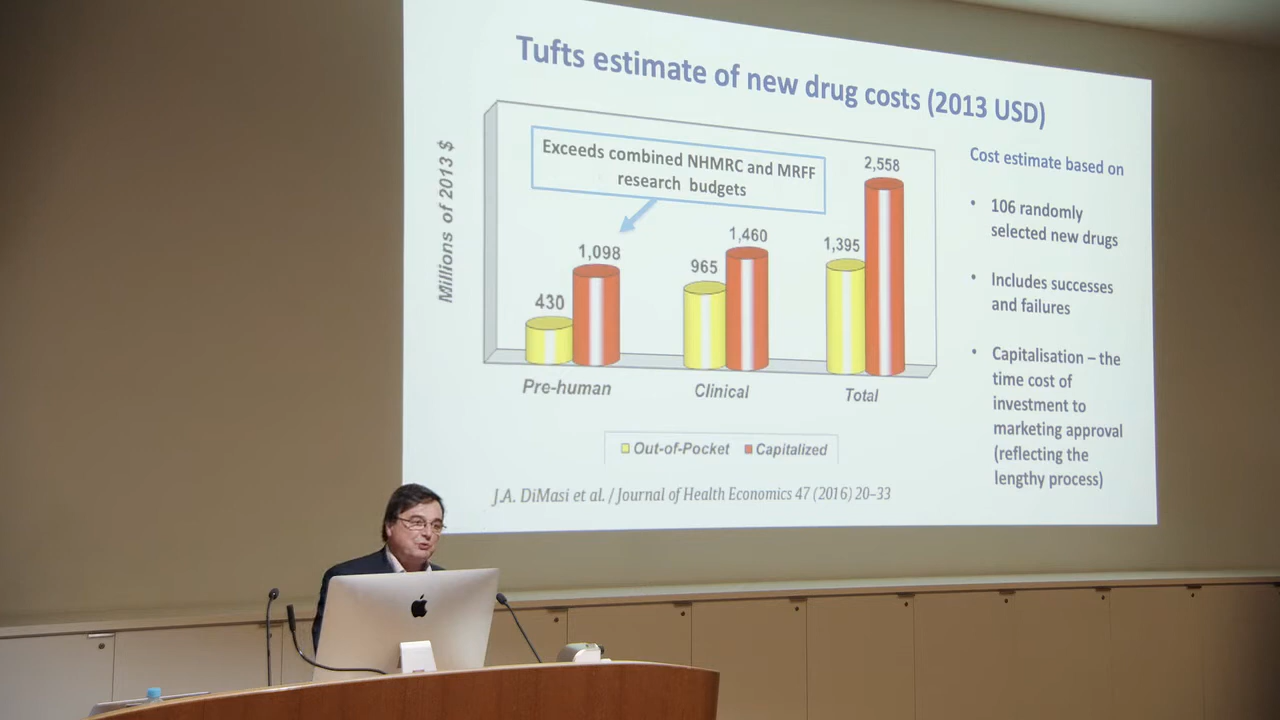 Tufts estimate of new drug costs (2013 USD)
Millions of 2013 $
Exceeds combined NHMRC and MRFF
research budgets
430
1,098
965
1,460
1,395
2,558
Pre-human
Clinical
Total
Out-of-Pocket
Capitalized
J.A. DiMasi et al. / Journal of Health Economics 47 (2016) 20–33
Cost estimate based on
• 106 randomly
selected new drugs
• Includes successes
and failures
• Capitalisation – the
time cost of
investment to
marketing approval
(reflecting the
lengthy process)